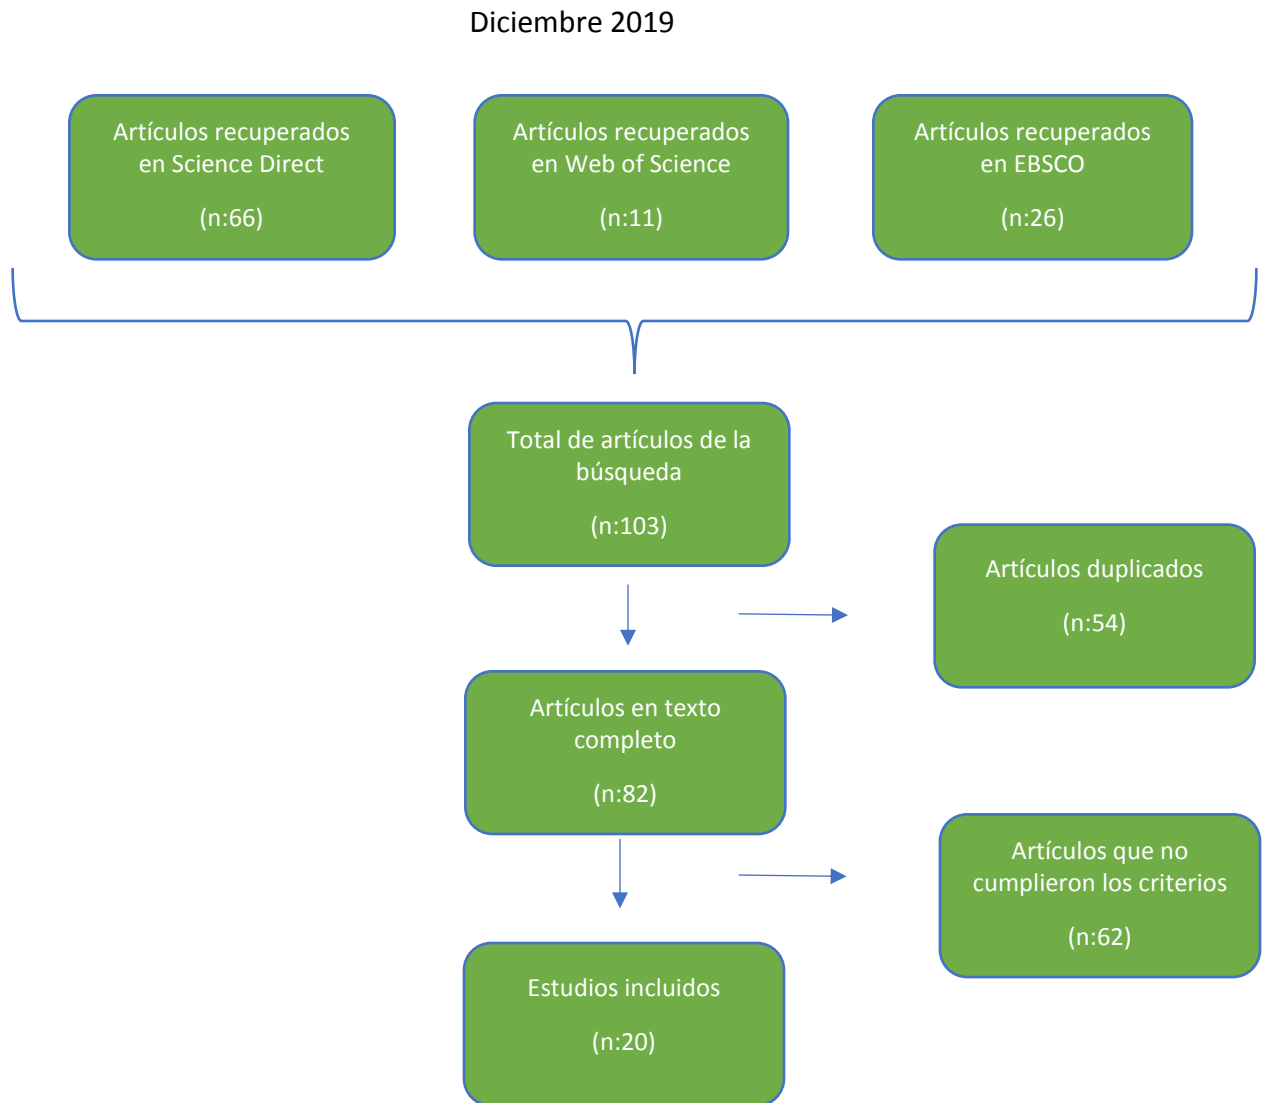 Diciembre 2019
Artículos recuperados
en Science Direct
(n:66)
Artículos recuperados
en Web of Science
(n:11)
Artículos recuperados
en EBSCO
(n:26)
Total de artículos de la
búsqueda
(n:103)
Artículos duplicados
(n:54)
Artículos en texto
completo
(n:82)
Artículos que no
cumplieron los criterios
(n:62)
Estudios incluidos
(n:20)